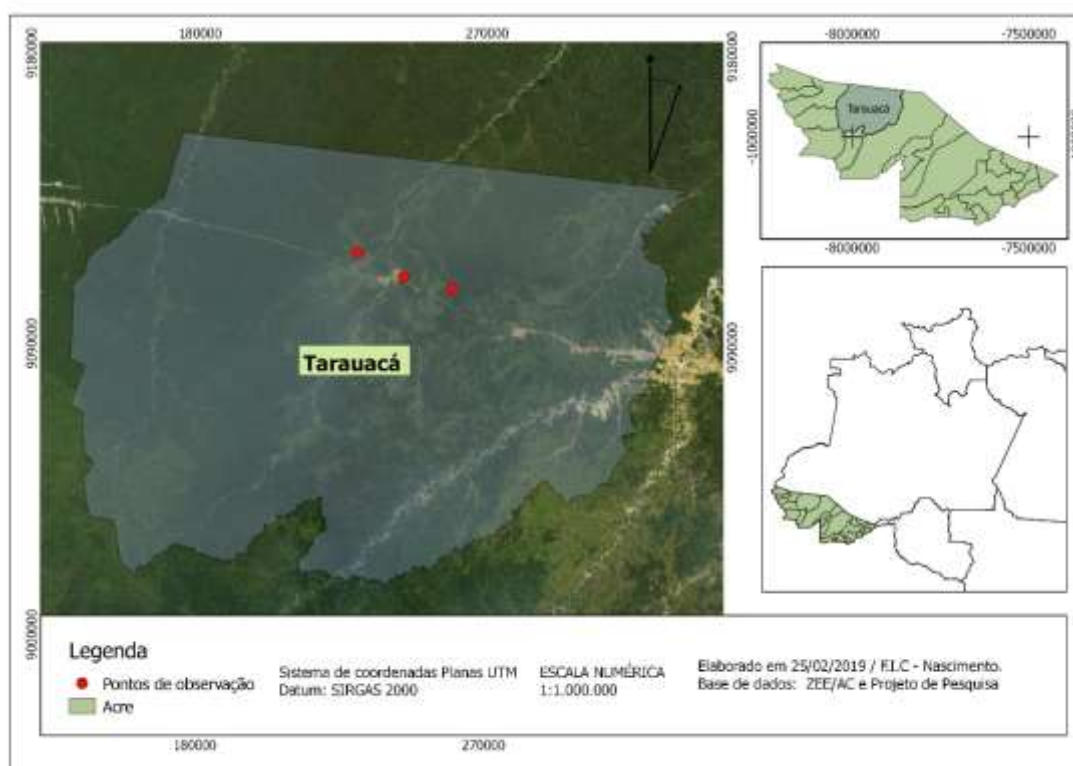 180000
270000
9180000
9180000
9090000
9090000
9000000
Tarauacá
-8000000
-7500000
-1000000
Tarauacá
-8000000
-7500000
Legenda
Pontos de observação
Acre
Sistema de coordenadas Planas UTM
Datum: SIRGAS 2000
ESCALA NUMÉRICA
1:1.000.000
Elaborado em 25/02/2019 / F.I.C - Nascimento.
Base de dados: ZEE/AC e Projeto de Pesquisa
180000
270000